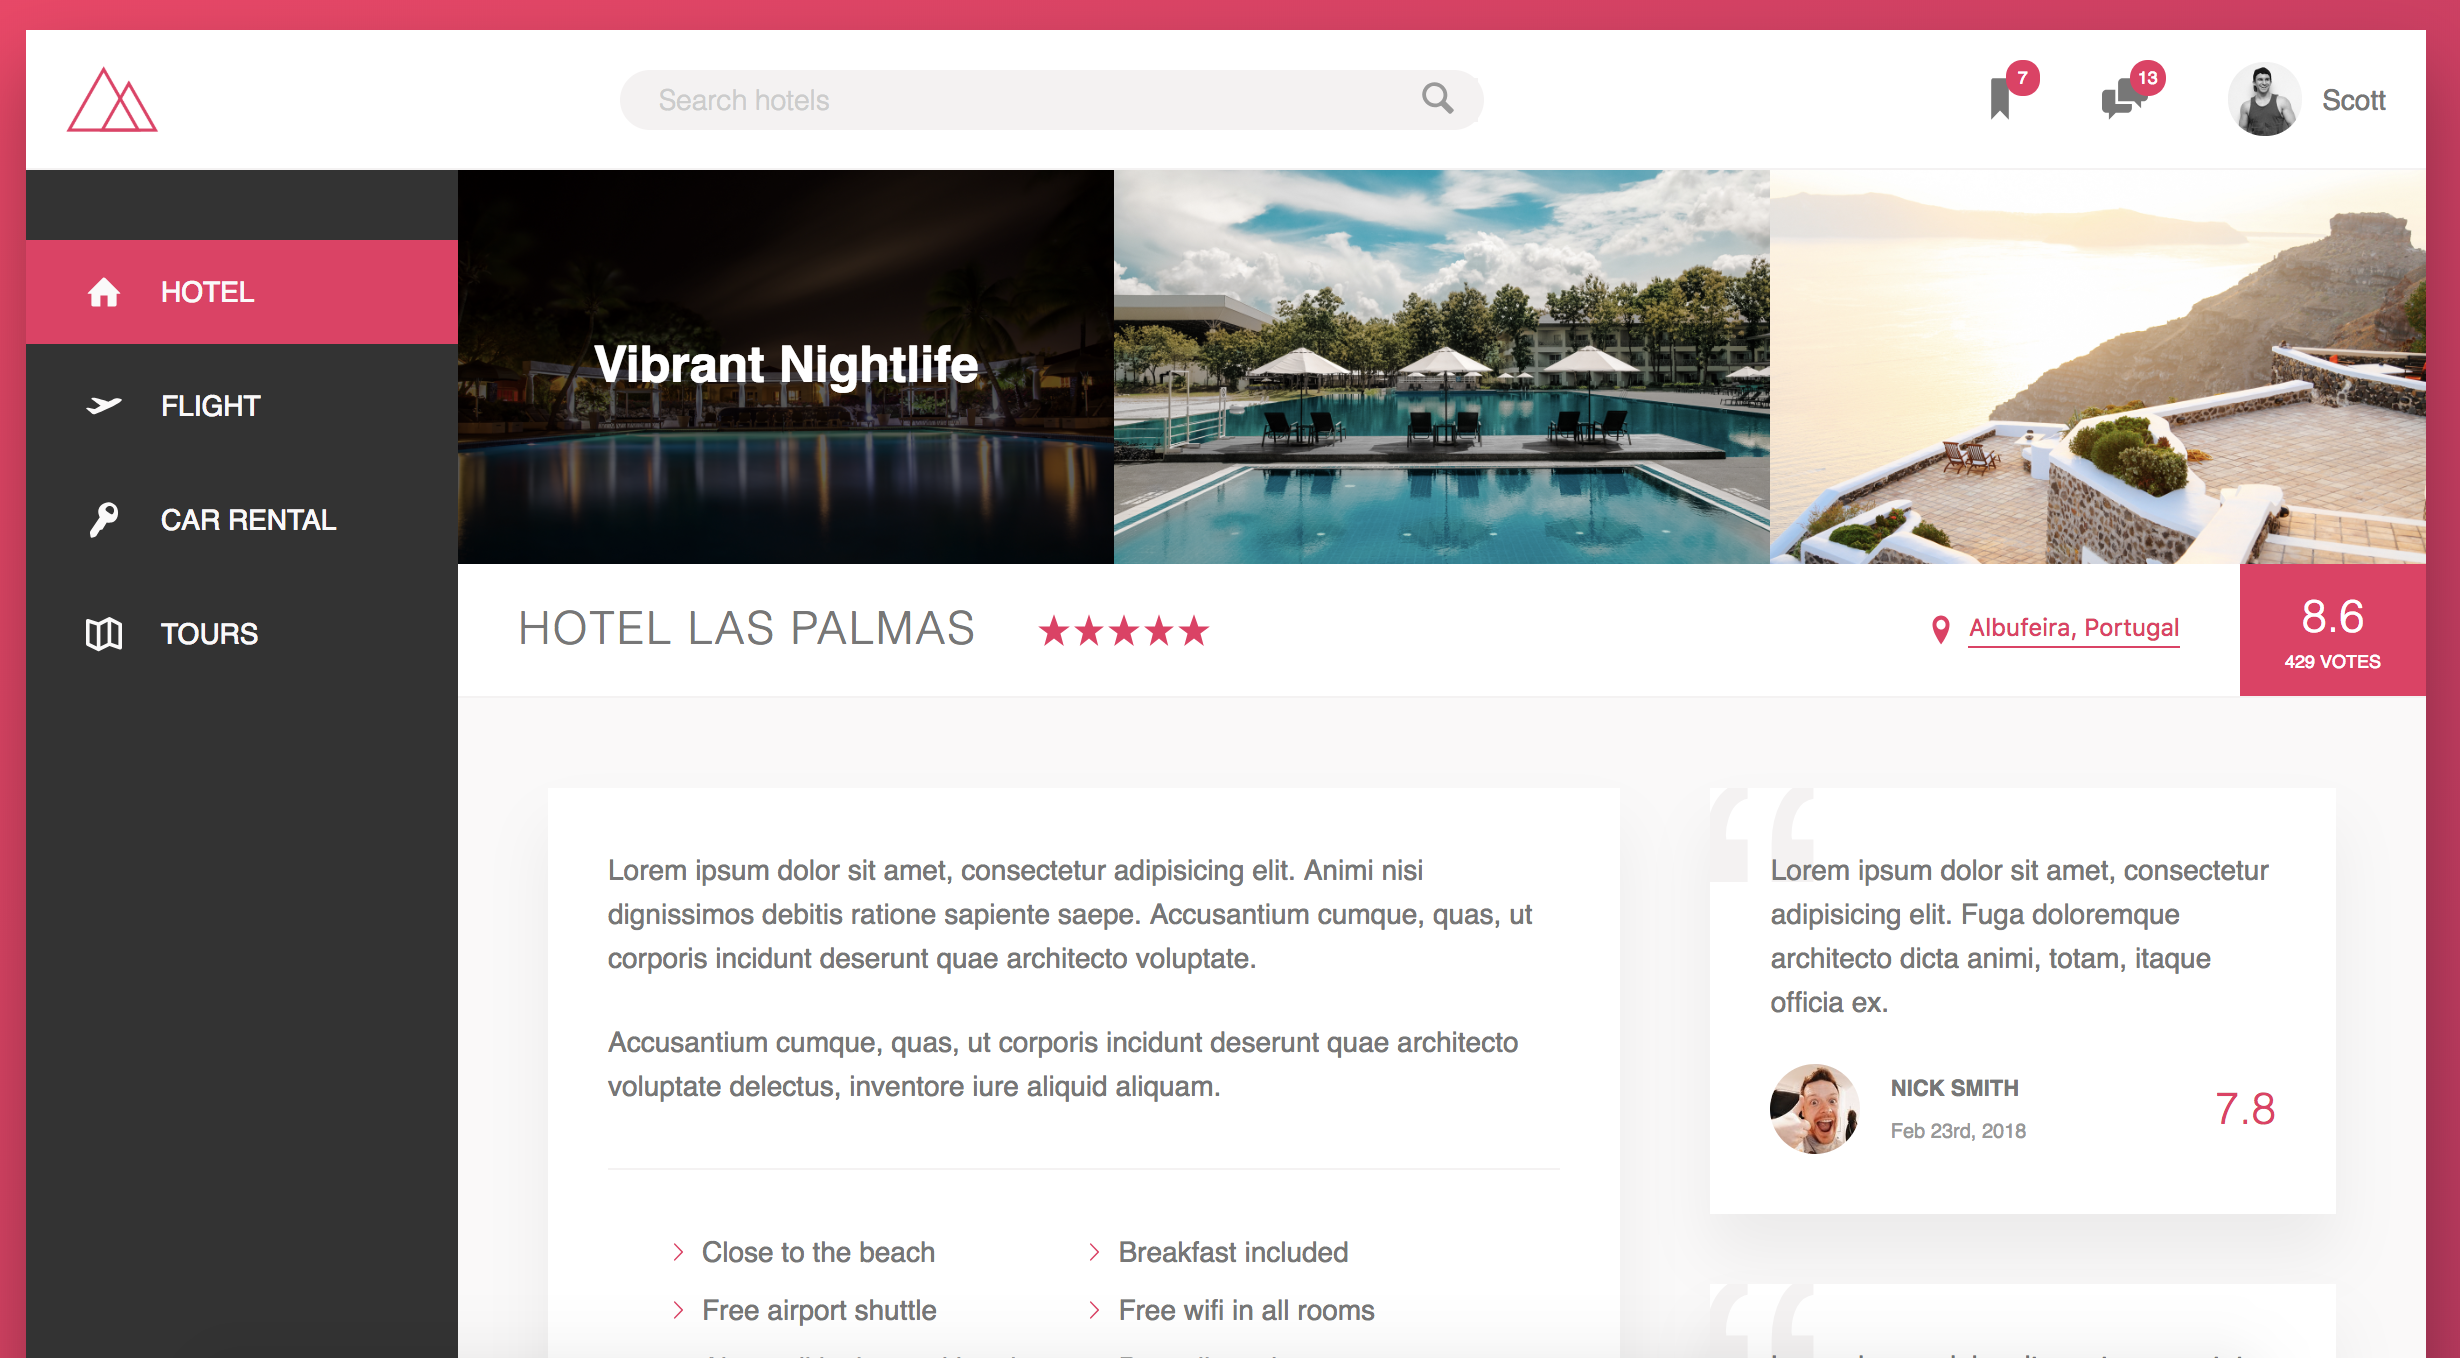 Search hotels
7
13
Scott
HOTEL
FLIGHT
CAR RENTAL
TOURS
Vibrant Nightlife
HOTEL LAS PALMAS
Albufeira, Portugal
8.6
429 VOTES
Lorem ipsum dolor sit amet, consectetur adipisicing elit. Animi nisi
dignissimos debitis ratione sapiente saepe. Accusantium cumque, quas, ut
corporis incidunt deserunt quae architecto voluptate.
Accusantium cumque, quas, ut corporis incidunt deserunt quae architecto
voluptate delectus, inventore iure aliquid aliquam.
Close to the beach
Breakfast included
Free airport shuttle
Free wifi in all rooms
“
Lorem ipsum dolor sit amet, consectetur
adipisicing elit. Fuga doloremque
architecto dicta animi, totam, itaque
officia ex.
NICK SMITH
Feb 23rd, 2018
7.8
“